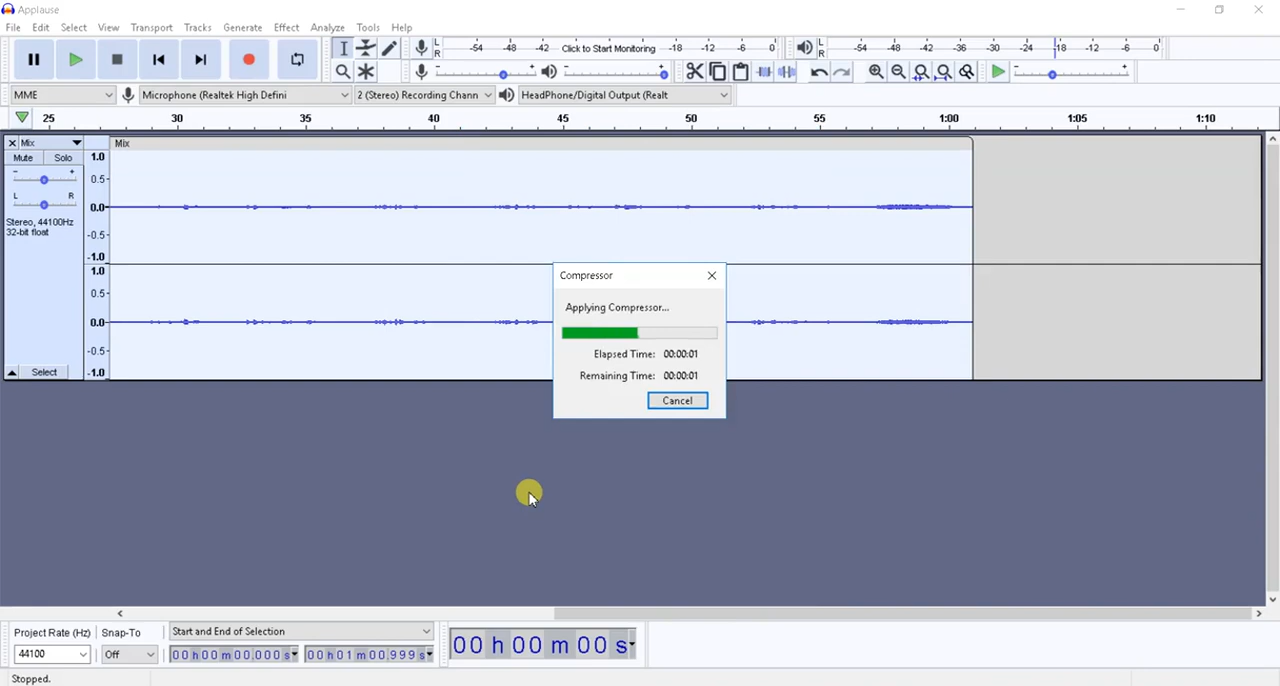 Applause
File Edit Select View Transport Tracks Generate Effect Analyze Tools Help
L R -54 -48 -42 Click to Start Monitoring -18 -12 -6 0 L R -54 -48 -42 -36 -30 -24 -18 -12 -6 0
- + - + - +
MME Microphone (Realtek High Defini 2 (Stereo) Recording Chann HeadPhone/Digital Output (Realt
25 30 35 40 45 50 55 1:00 1:05 1:10
Mix Mix
Mute Solo 1.0
- + 0.5
L R 0.0
Stereo, 44100Hz
32-bit float -0.5
-1.0
1.0
0.5
0.0
-0.5
Select -1.0
Compressor
Applying Compressor...
Elapsed Time: 00:00:01
Remaining Time: 00:00:01
Cancel
Project Rate (Hz) Snap-To Start and End of Selection
44100 Off 00 h 00 m 00.000 s 00 h 01 m 00.999 s 00 h 00 m 00 s
Stopped.